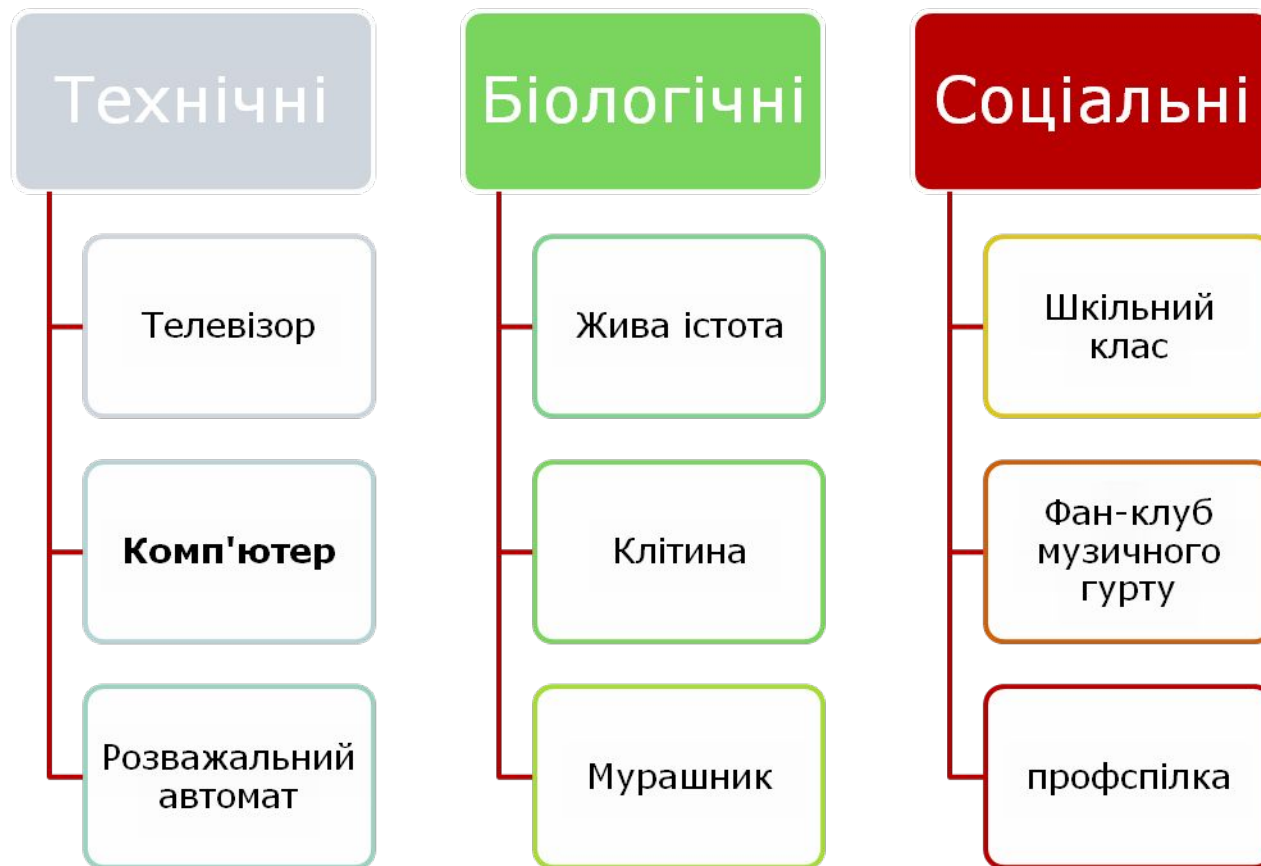 Технічні
Телевізор
Комп'ютер
Розважальний
автомат
Біологічні
Жива істота
Клітина
Мурашник
Соціальні
Шкільний
клас
Фан-клуб
музичного
гурту
профспілка